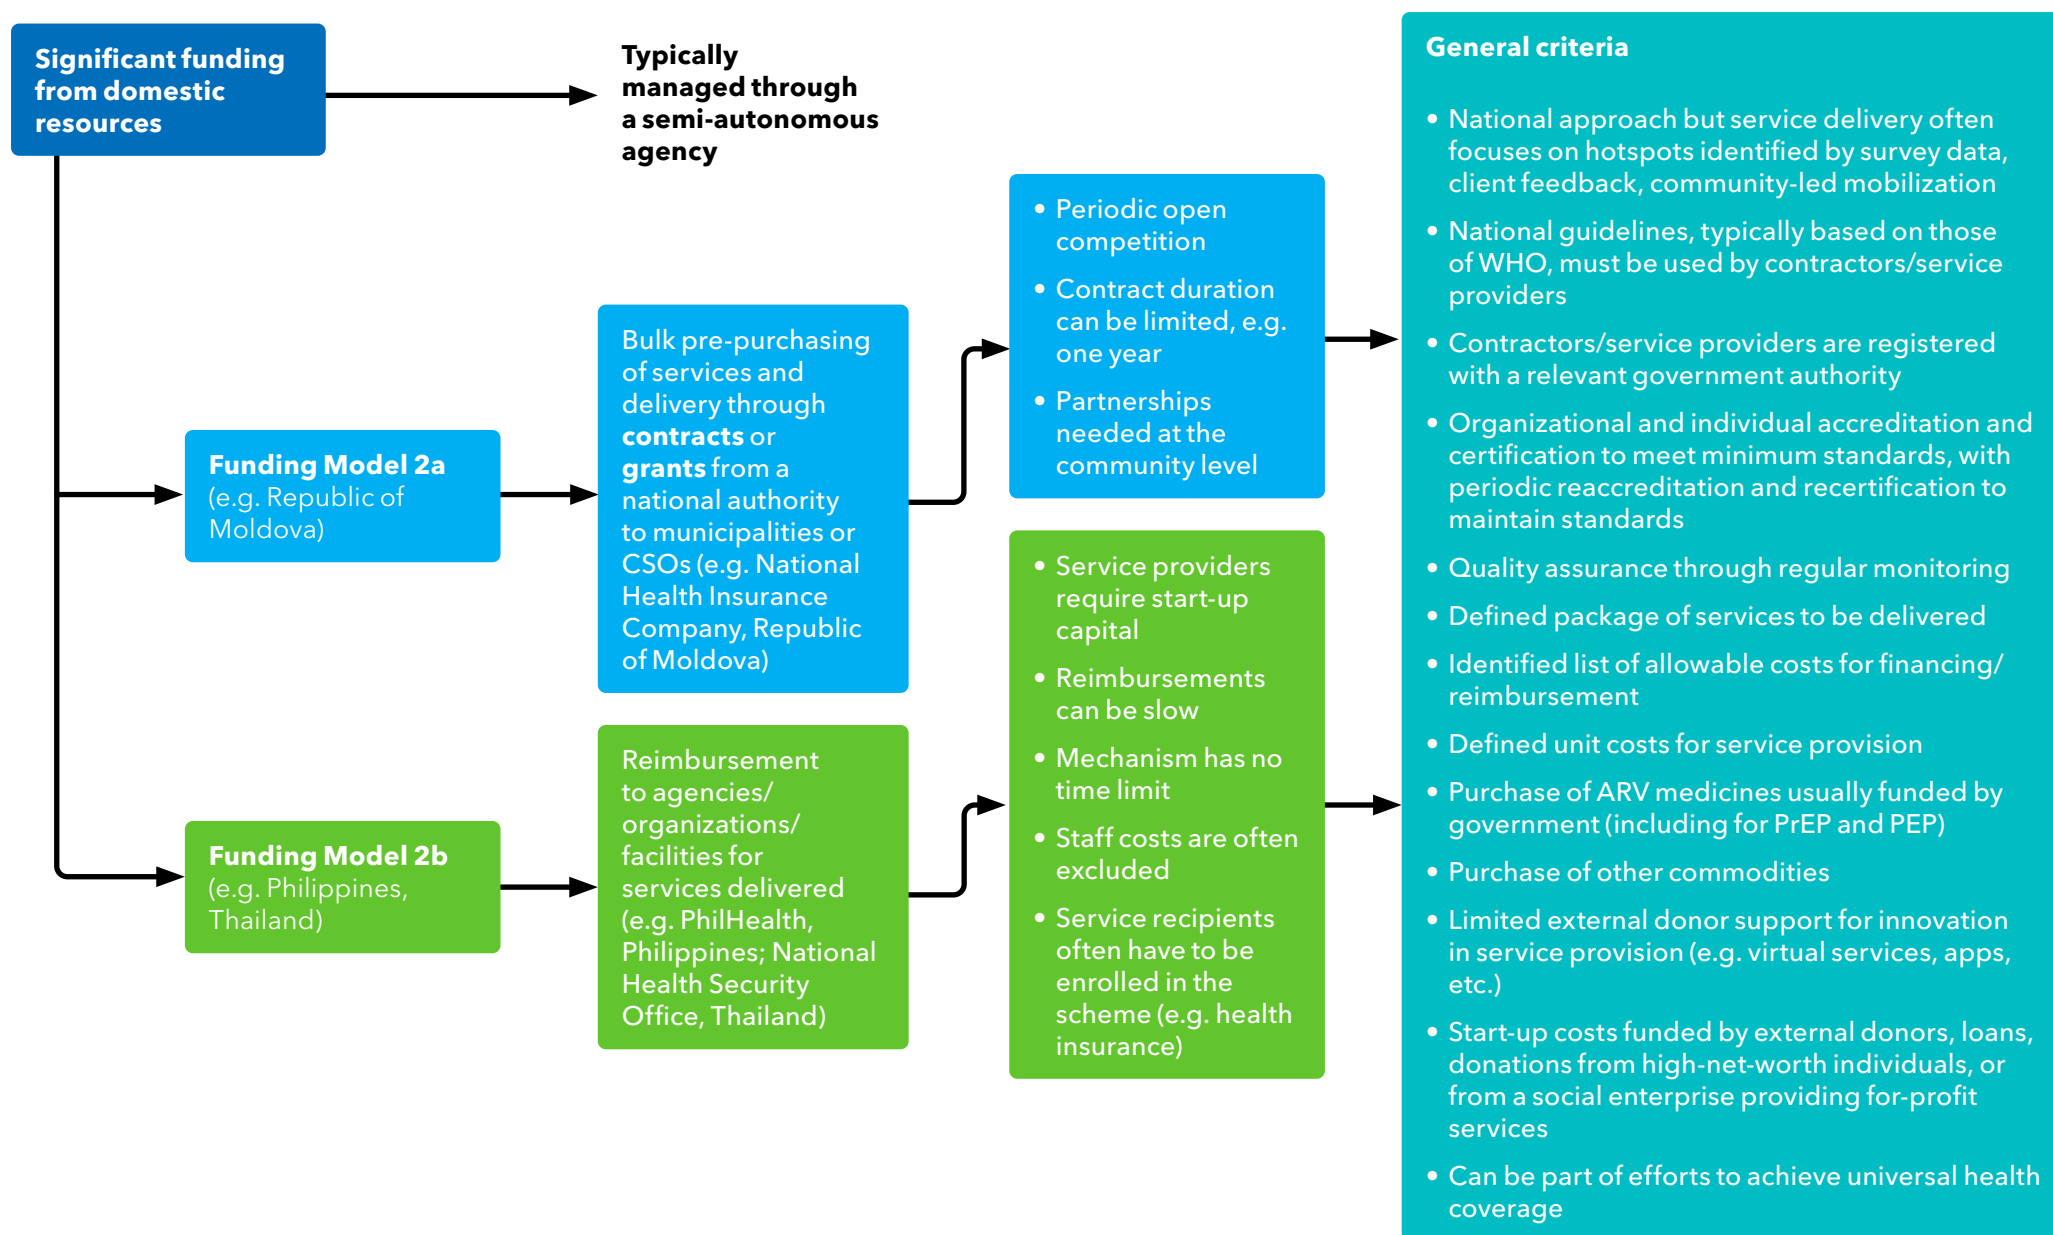 Significant funding
from domestic
resources
Typically
managed through
a semi-autonomous
agency
Funding Model 2a
(e.g. Republic of
Moldova)
Bulk pre-purchasing
of services and
delivery through
contracts or
grants from a
national authority
to municipalities or
CSOs (e.g. National
Health Insurance
Company, Republic
of Moldova)
• Periodic open
competition
• Contract duration
can be limited, e.g.
one year
• Partnerships
needed at the
community level
Funding Model 2b
(e.g. Philippines,
Thailand)
Reimbursement
to agencies/
organizations/
facilities for
services delivered
(e.g. PhilHealth,
Philippines; National
Health Security
Office, Thailand)
• Service providers
require start-up
capital
• Reimbursements
can be slow
• Mechanism has no
time limit
• Staff costs are often
excluded
• Service recipients
often have to be
enrolled in the
scheme (e.g. health
insurance)
General criteria
• National approach but service delivery often
focuses on hotspots identified by survey data,
client feedback, community-led mobilization
• National guidelines, typically based on those
of WHO, must be used by contractors/service
providers
• Contractors/service providers are registered
with a relevant government authority
• Organizational and individual accreditation and
certification to meet minimum standards, with
periodic reaccreditation and recertification to
maintain standards
• Quality assurance through regular monitoring
• Defined package of services to be delivered
• Identified list of allowable costs for financing/
reimbursement
• Defined unit costs for service provision
• Purchase of ARV medicines usually funded by
government (including for PrEP and PEP)
• Purchase of other commodities
• Limited external donor support for innovation
in service provision (e.g. virtual services, apps,
etc.)
• Start-up costs funded by external donors, loans,
donations from high-net-worth individuals, or
from a social enterprise providing for-profit
services
• Can be part of efforts to achieve universal health
coverage